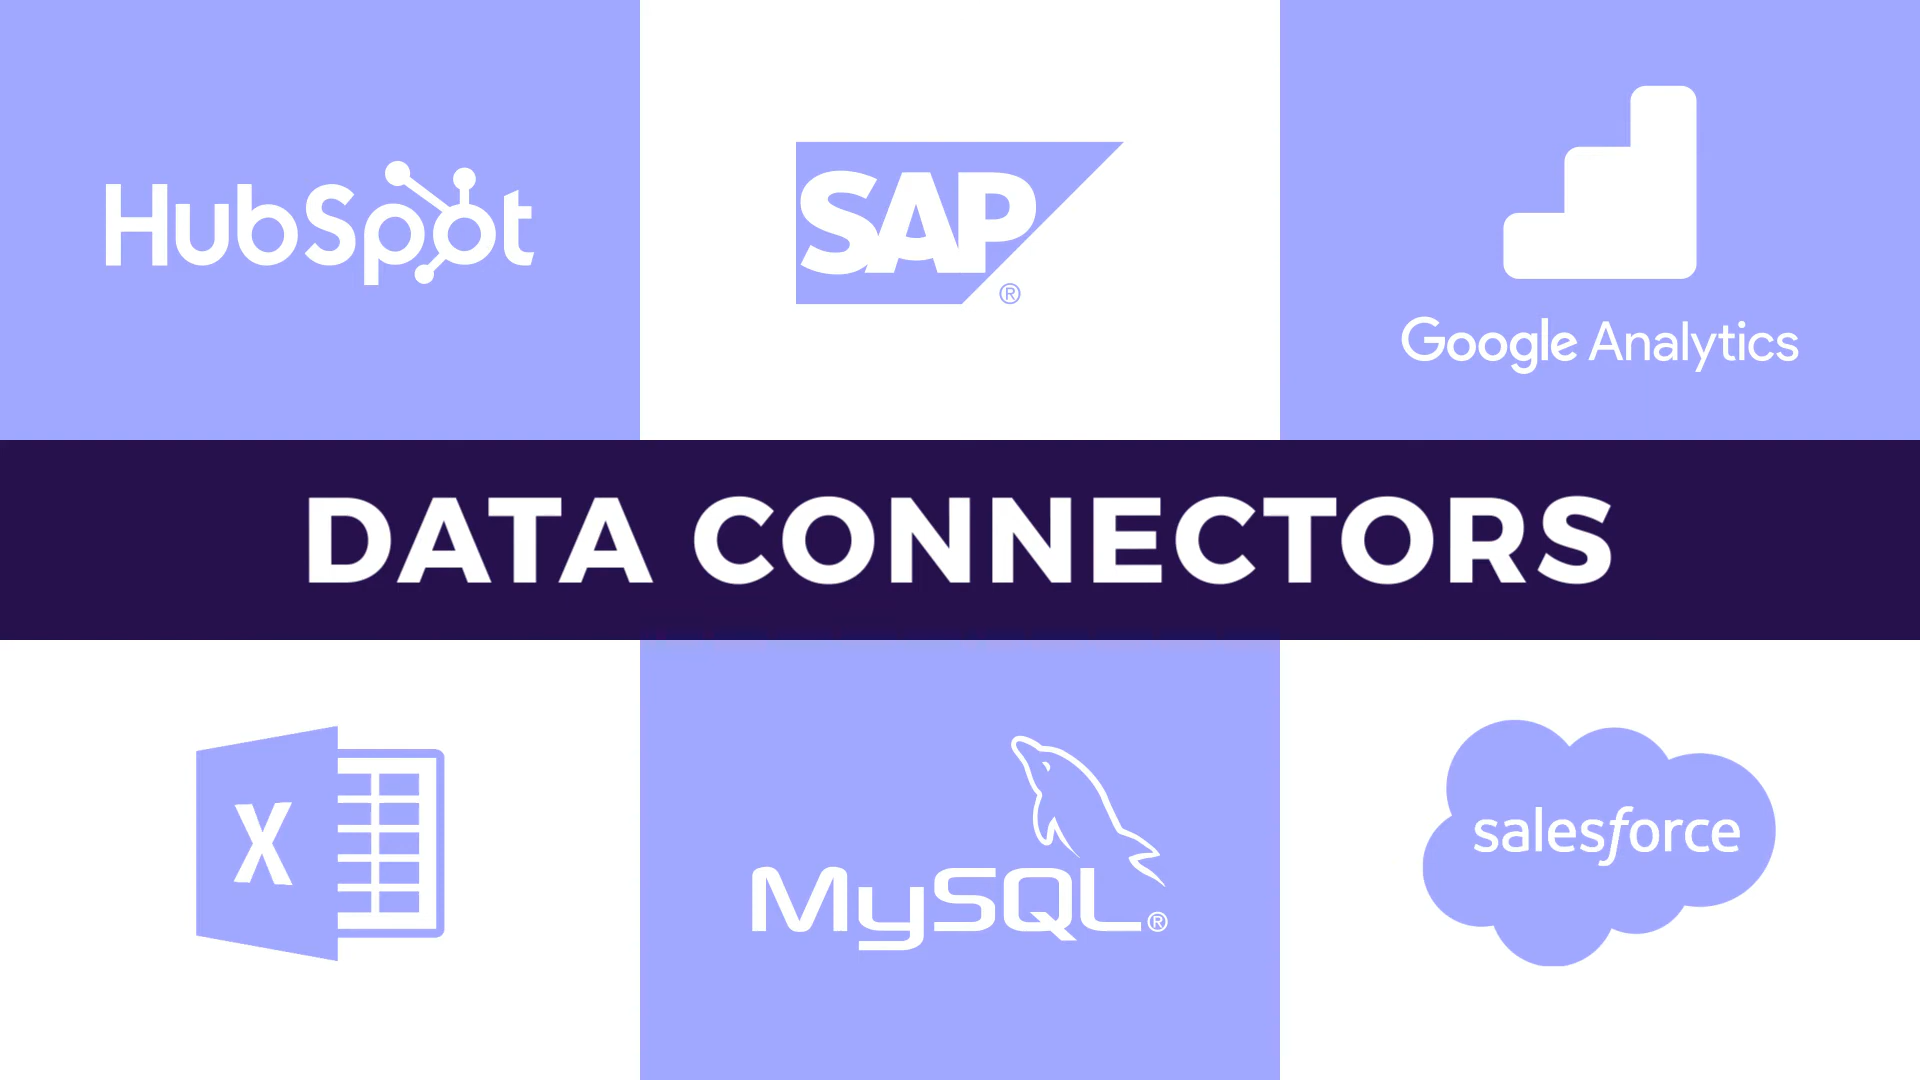 HubSpot
SAP
®
Google Analytics
DATA CONNECTORS
X
MySQL®
salesforce